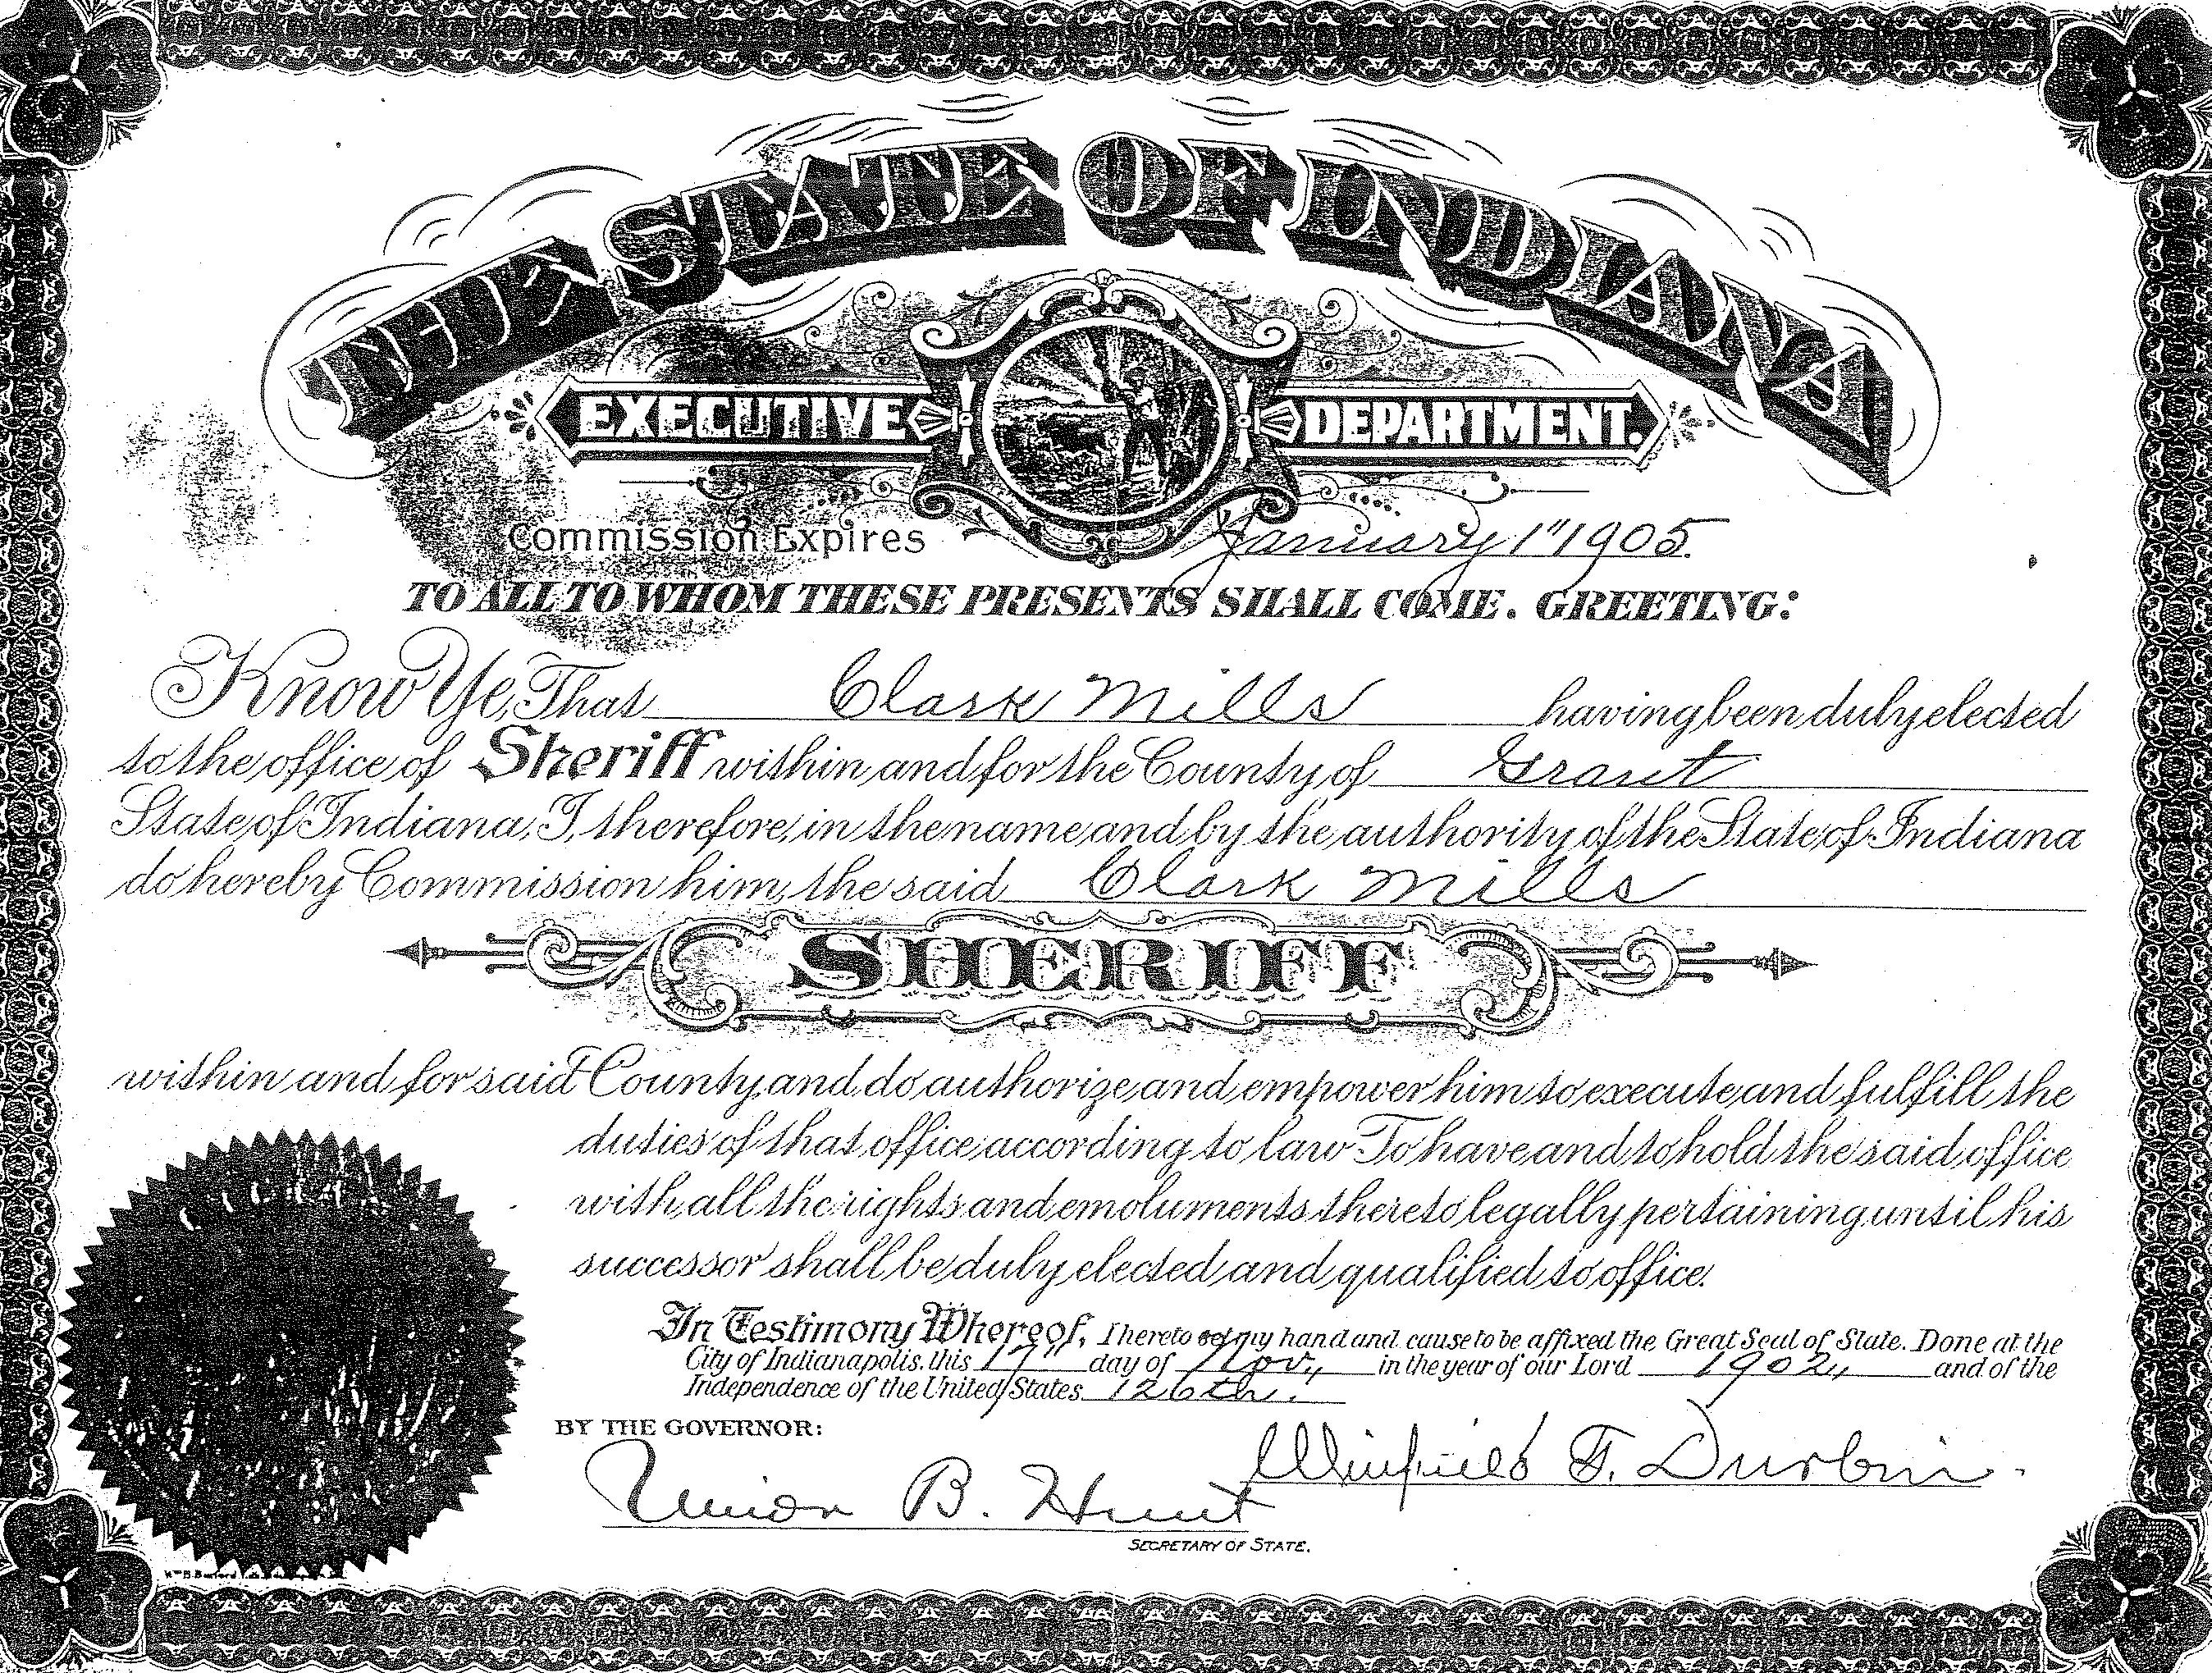 THE STATE OF INDIANA
EXECUTIVE DEPARTMENT.
Commission Expires January 1" 1905.
TO ALL TO WHOM THESE PRESENTS SHALL COME. GREETING:
Know Ye, That Clark Mills having been duly elected
to the office of Sheriff within and for the County of Grant
State of Indiana, I, therefore, in the name and by the authority of the State of Indiana
do hereby Commission him, the said Clark Mills
SHERIFF
within and for said County, and do authorize and empower him to execute and fulfill the
duties of that office according to law To have and to hold the said office
with all the rights and emoluments thereto legally pertaining until his
successor shall be duly elected and qualified to office.
In Testimony Whereof, I hereto set my hand and cause to be affixed the Great Seal of State. Done at the
City of Indianapolis, this 17" day of Nov., in the year of our Lord 1902, and of the
Independence of the United States 126th.
BY THE GOVERNOR:
Winfield T. Durbin.
Union B. Hunt
SECRETARY OF STATE.